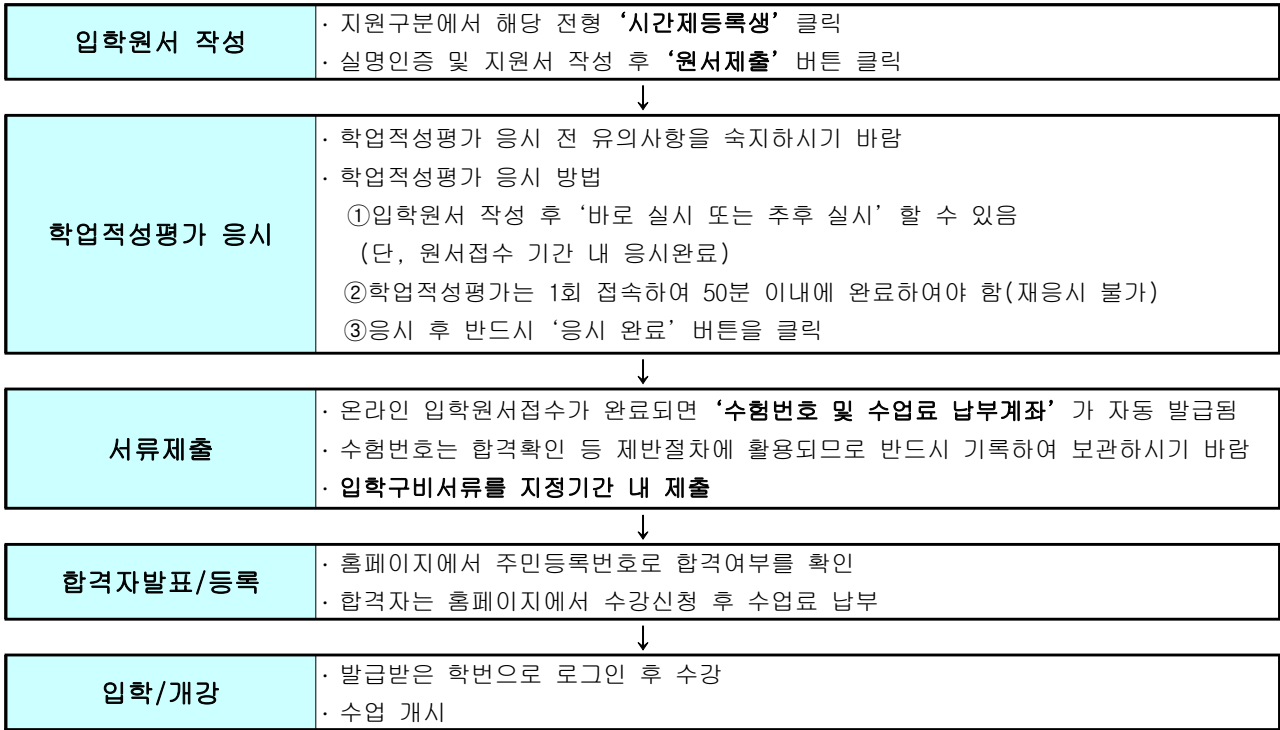 입학원서 작성
· 지원구분에서 해당 전형 ‘시간제등록생’ 클릭
· 실명인증 및 지원서 작성 후 ‘원서제출’ 버튼 클릭
↓
학업적성평가 응시
· 학업적성평가 응시 전 유의사항을 숙지하시기 바람
· 학업적성평가 응시 방법
①입학원서 작성 후 ‘바로 실시 또는 추후 실시’ 할 수 있음
(단, 원서접수 기간 내 응시완료)
②학업적성평가는 1회 접속하여 50분 이내에 완료하여야 함(재응시 불가)
③응시 후 반드시 ‘응시 완료’ 버튼을 클릭
↓
서류제출
· 온라인 입학원서접수가 완료되면 ‘수험번호 및 수업료 납부계좌’ 가 자동 발급됨
· 수험번호는 합격확인 등 제반절차에 활용되므로 반드시 기록하여 보관하시기 바람
· 입학구비서류를 지정기간 내 제출
↓
합격자발표/등록
· 홈페이지에서 주민등록번호로 합격여부를 확인
· 합격자는 홈페이지에서 수강신청 후 수업료 납부
↓
입학/개강
· 발급받은 학번으로 로그인 후 수강
· 수업 개시